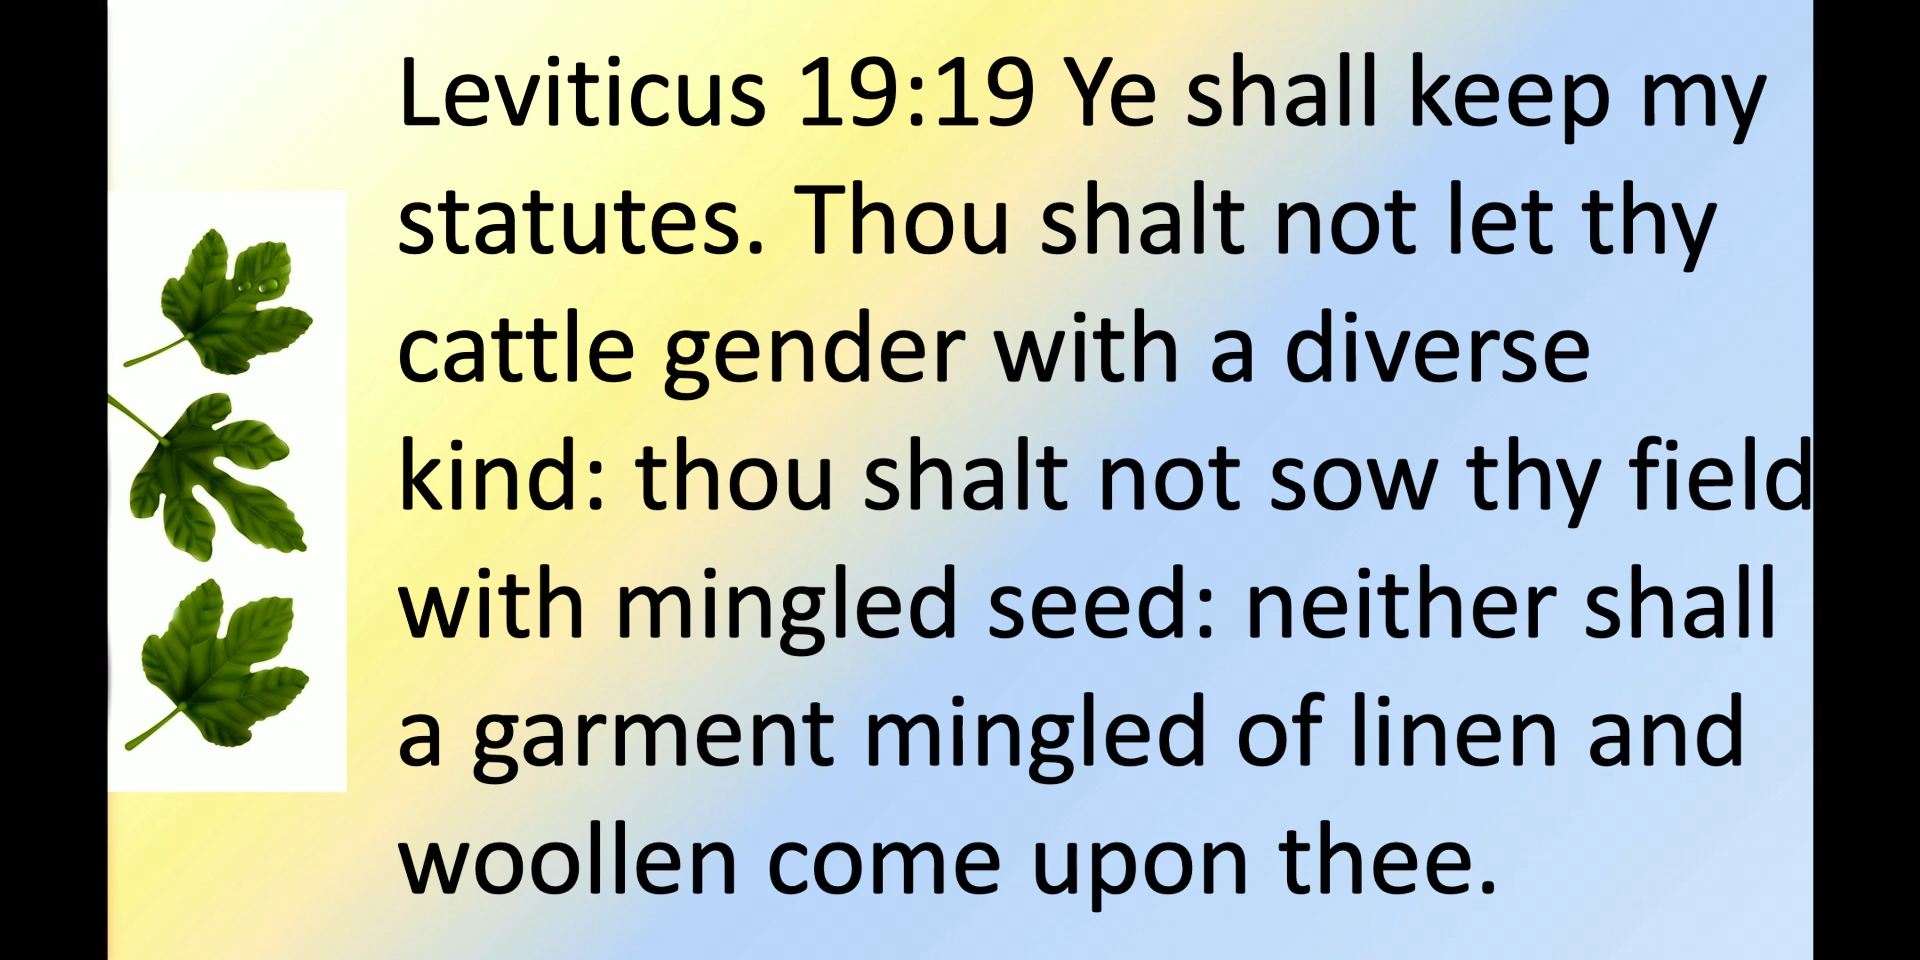 Leviticus 19:19 Ye shall keep my
statutes. Thou shalt not let thy
cattle gender with a diverse
kind: thou shalt not sow thy field
with mingled seed: neither shall
a garment mingled of linen and
woollen come upon thee.